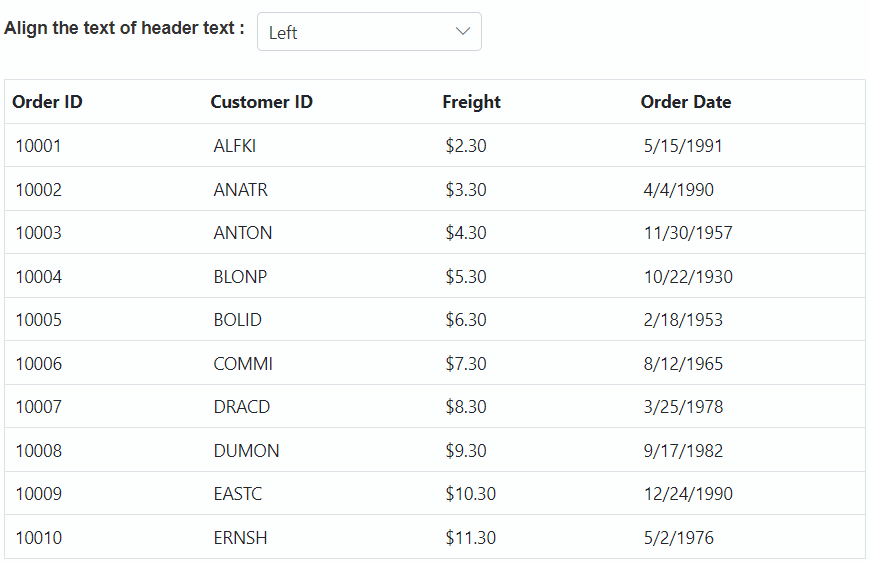 Align the text of header text : Left
Order ID Customer ID Freight Order Date
10001 ALFKI $2.30 5/15/1991
10002 ANATR $3.30 4/4/1990
10003 ANTON $4.30 11/30/1957
10004 BLONP $5.30 10/22/1930
10005 BOLID $6.30 2/18/1953
10006 COMMI $7.30 8/12/1965
10007 DRACD $8.30 3/25/1978
10008 DUMON $9.30 9/17/1982
10009 EASTC $10.30 12/24/1990
10010 ERNSH $11.30 5/2/1976